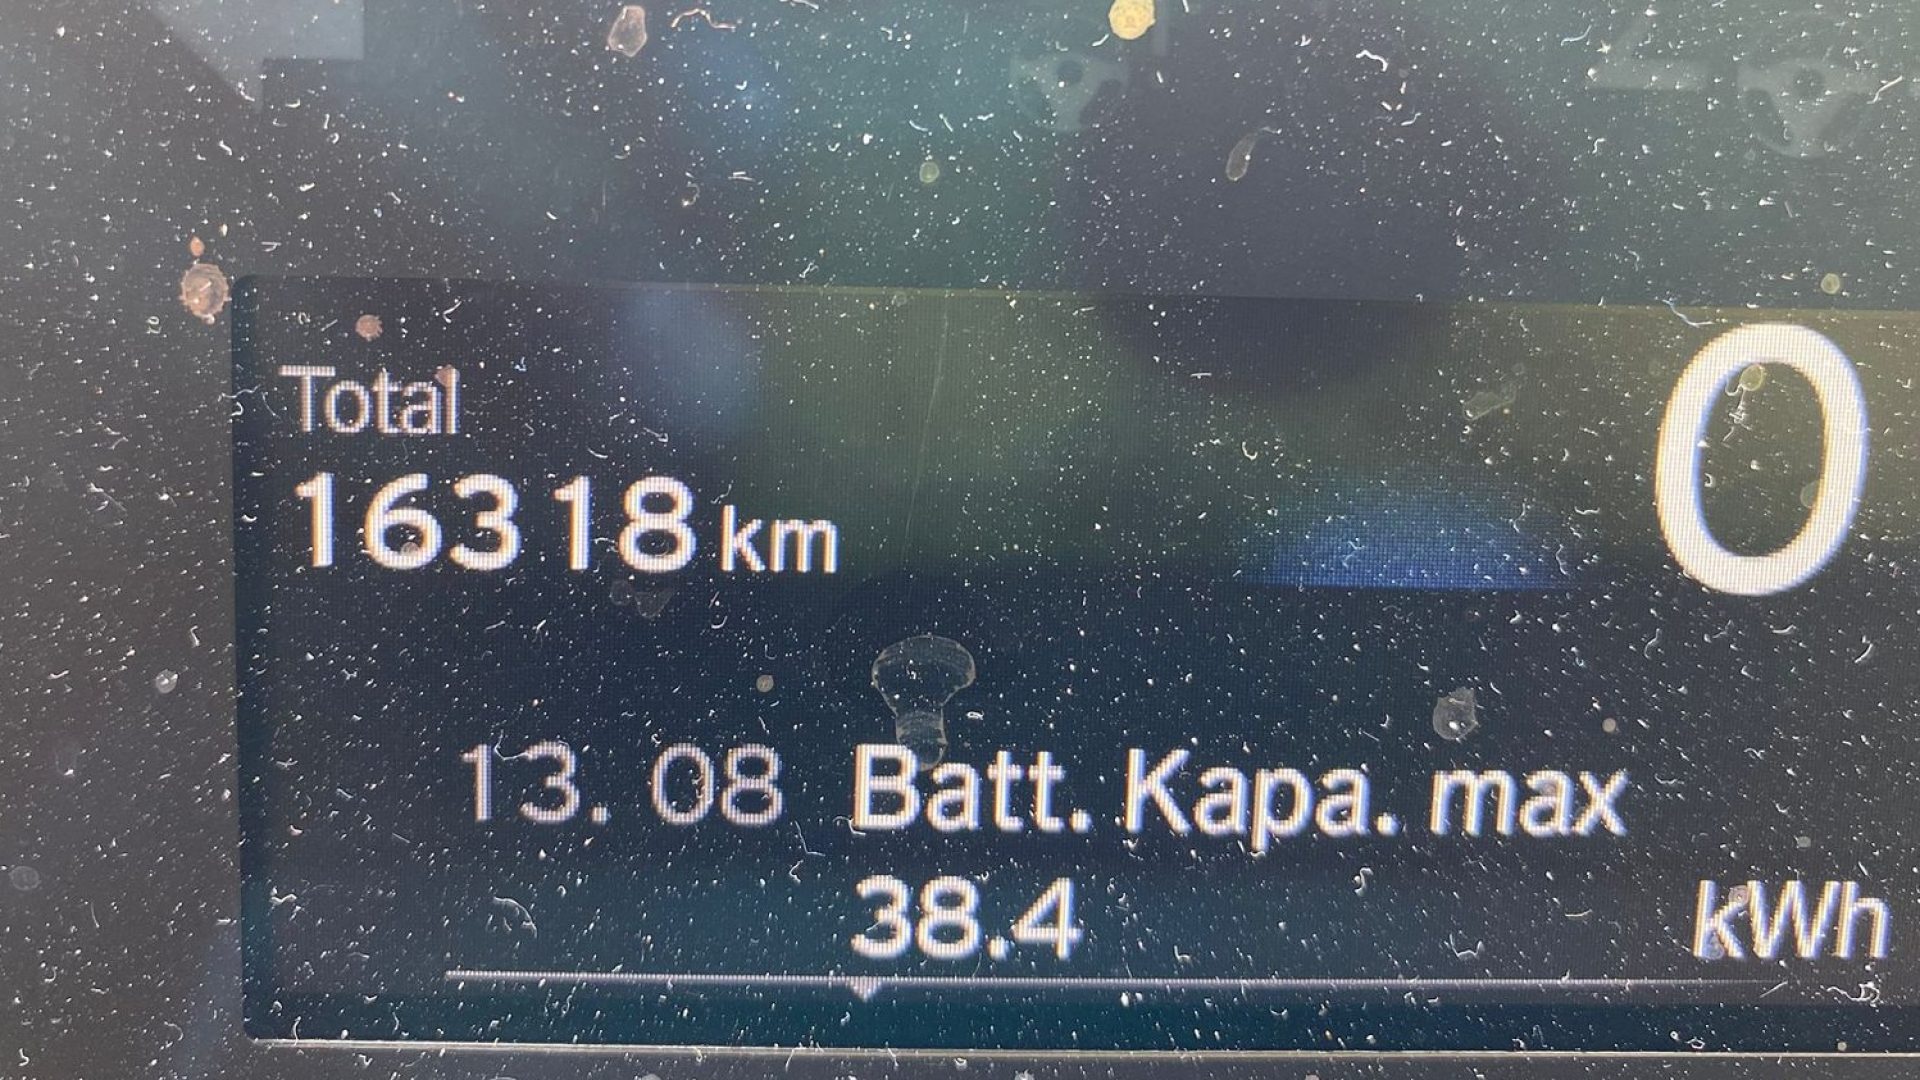 Total
16318 km
0
13. 08 Batt. Kapa. max
38.4 kWh